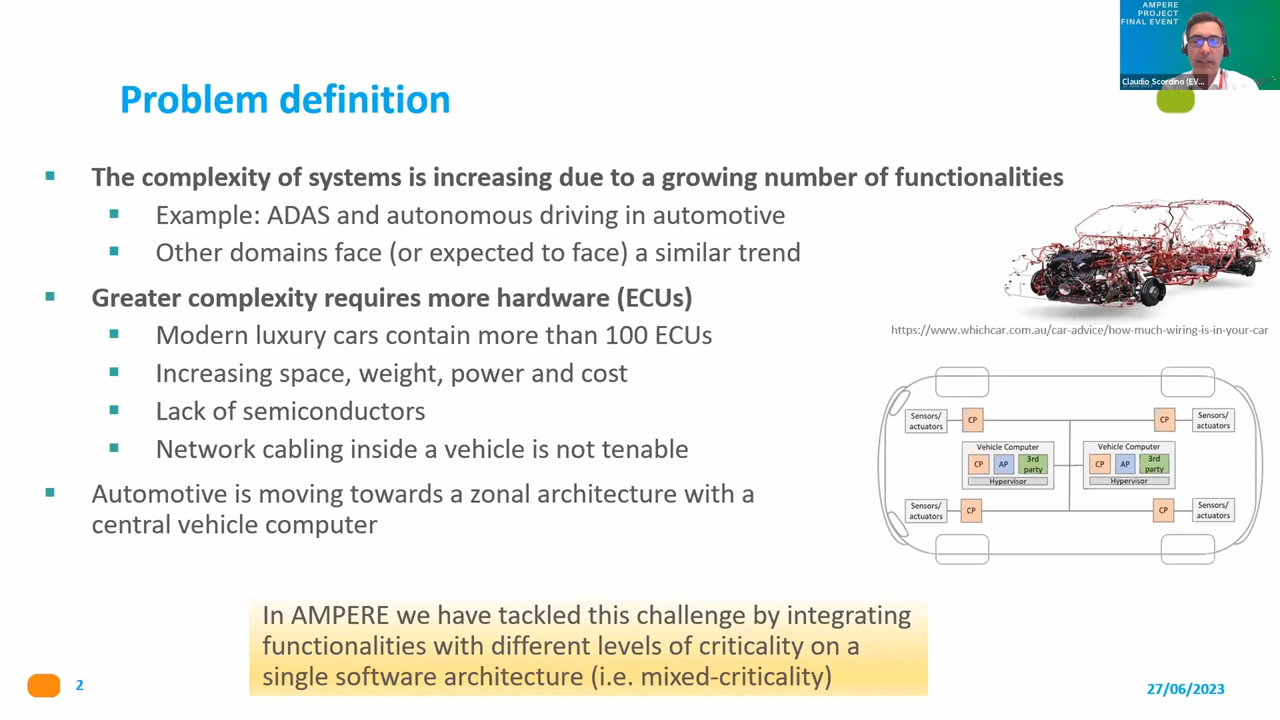 AMPERE
PROJECT
FINAL EVENT
Claudio Scordino (EV...
Problem definition
The complexity of systems is increasing due to a growing number of functionalities
Example: ADAS and autonomous driving in automotive
Other domains face (or expected to face) a similar trend
Greater complexity requires more hardware (ECUs)
Modern luxury cars contain more than 100 ECUs
Increasing space, weight, power and cost
Lack of semiconductors
Network cabling inside a vehicle is not tenable
Automotive is moving towards a zonal architecture with a
central vehicle computer
https://www.whichcar.com.au/car-advice/how-much-wiring-is-in-your-car
Sensors/
actuators
CP
CP
Sensors/
actuators
Vehicle Computer
CP
AP
3rd
party
Hypervisor
Vehicle Computer
CP
AP
3rd
party
Hypervisor
Sensors/
actuators
CP
CP
Sensors/
actuators
In AMPERE we have tackled this challenge by integrating
functionalities with different levels of criticality on a
single software architecture (i.e. mixed-criticality)
2
27/06/2023